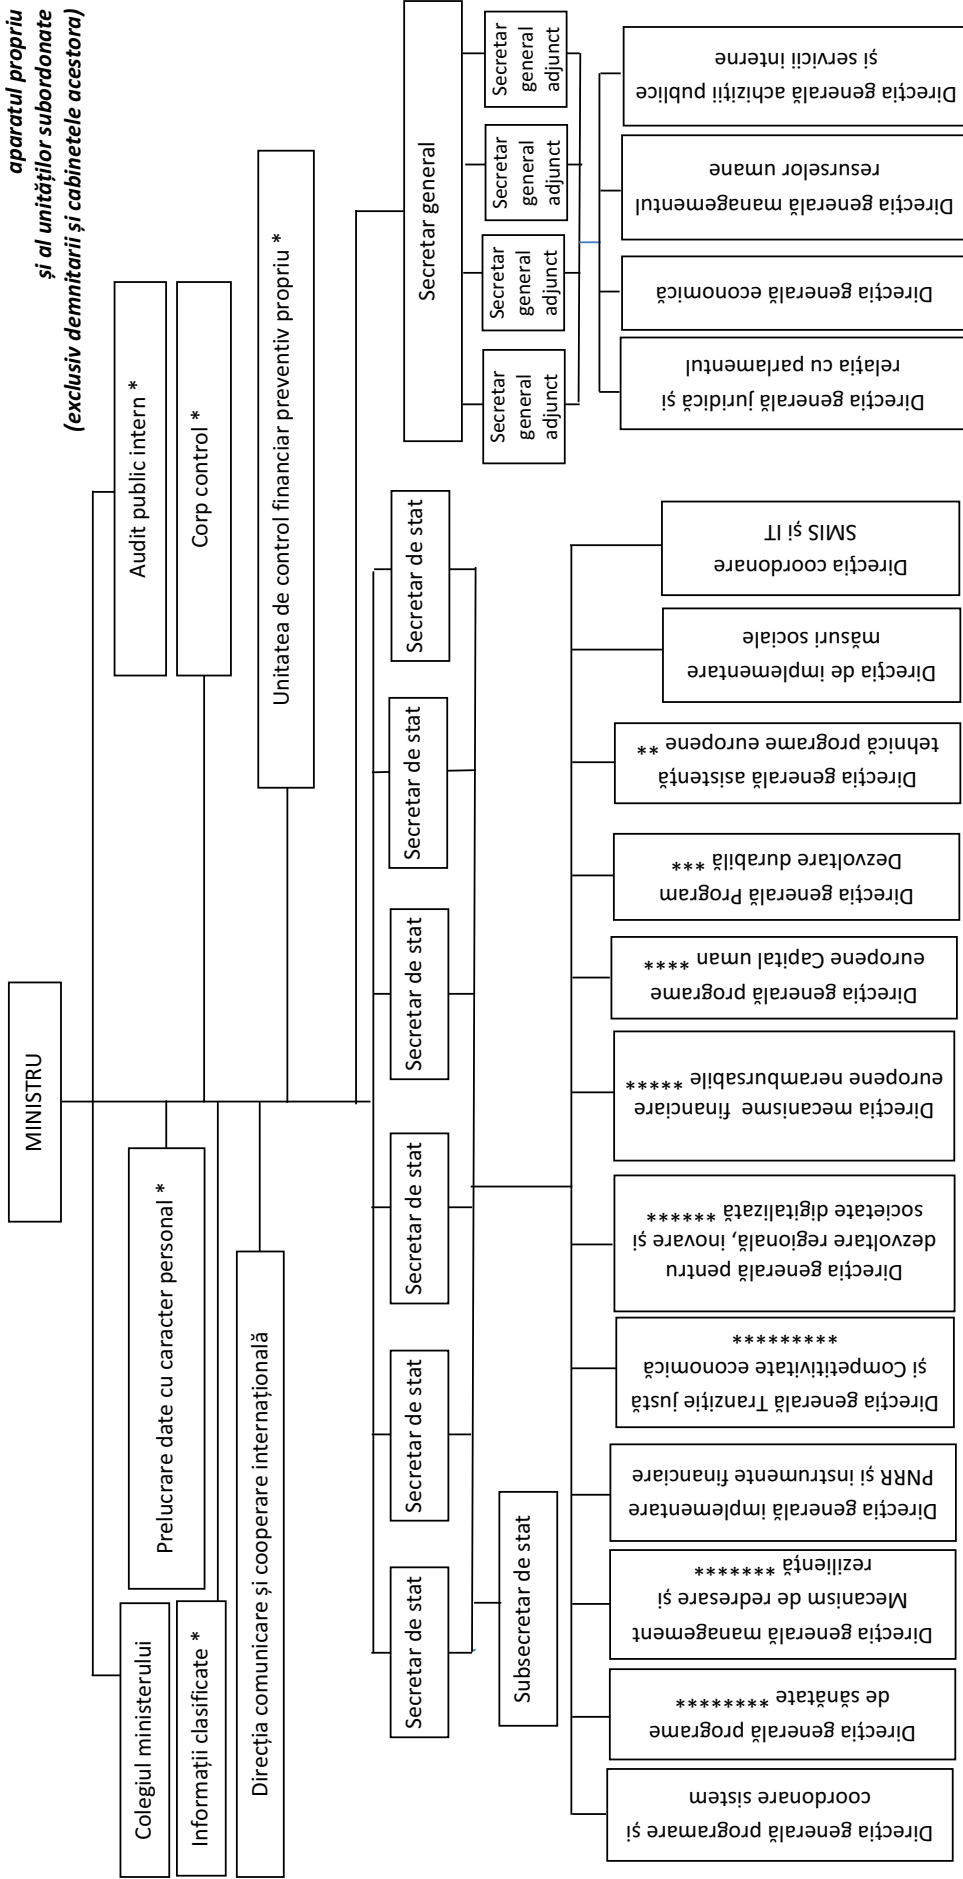 aparatul propriu
și al unităților subordonate
(exclusiv demnitarii și cabinetele acestora)
MINISTRU
Colegiul ministerului
Audit public intern *
Prelucrare date cu caracter personal *
Informații clasificate *
Corp control *
Direcția comunicare și cooperare internațională
Unitatea de control financiar preventiv propriu *
Secretar de stat
Secretar de stat
Secretar de stat
Secretar de stat
Secretar de stat
Secretar de stat
Secretar general
Subsecretar de stat
Secretar
general
adjunct
Secretar
general
adjunct
Secretar
general
adjunct
Secretar
general
adjunct
Direcția generală programare și
coordonare sistem
Direcția generală programe
de sănătate ********
Direcția generală management
Mecanism de redresare și
reziliență *******
Direcția generală implementare
PNRR și instrumente financiare
Direcția generală Tranziție justă
și Competititivitate economică
*********
Direcția generală pentru
dezvoltare regională, inovare și
societate digitalizată ******
Direcția mecanisme financiare
europene nerambursabile *****
Direcția generală programe
europene Capital uman ****
Direcția generală Program
Dezvoltare durabilă ***
Direcția generală asistență
tehnică programe europene **
Direcția de implementare
măsuri sociale
Direcția coordonare
SMIS și IT
Direcția generală juridică și
relația cu parlamentul
Direcția generală economică
Direcția generală managementul
resurselor umane
Direcția generală achiziții publice
și servicii interne